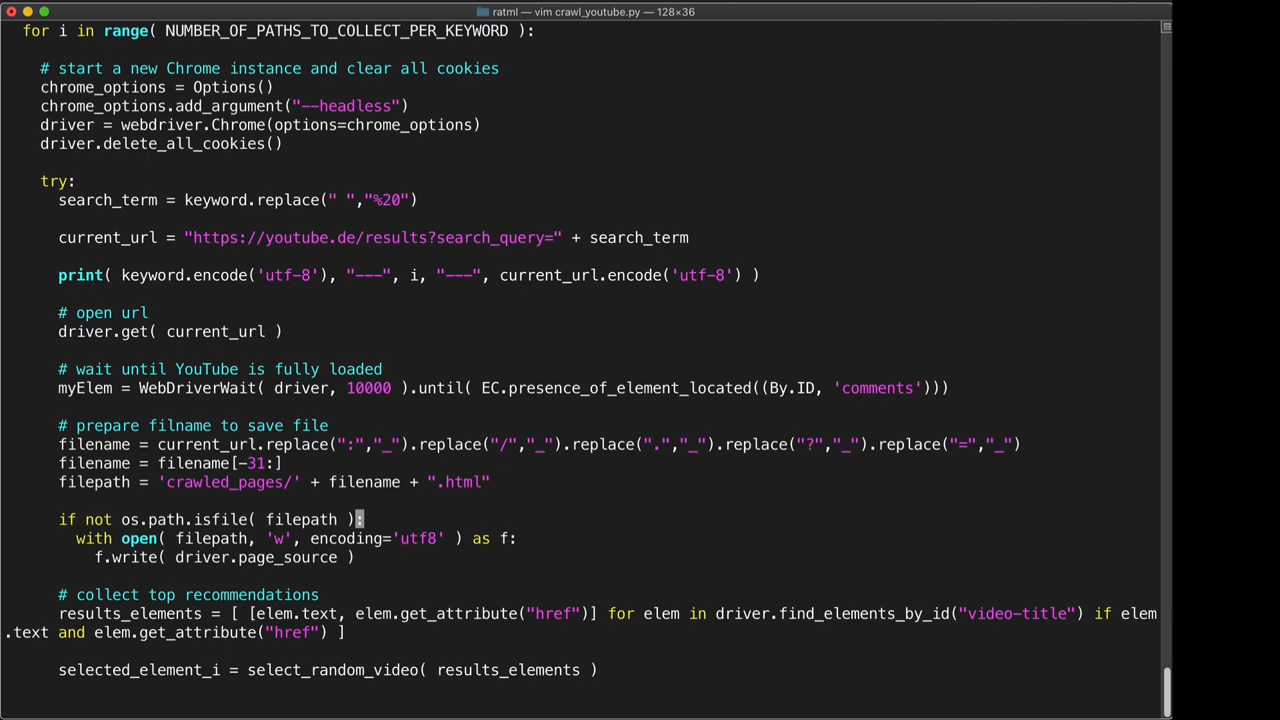 ratml — vim crawl_youtube.py — 128×36
for i in range( NUMBER_OF_PATHS_TO_COLLECT_PER_KEYWORD ):
# start a new Chrome instance and clear all cookies
chrome_options = Options()
chrome_options.add_argument("--headless")
driver = webdriver.Chrome(options=chrome_options)
driver.delete_all_cookies()
try:
search_term = keyword.replace(" ","%20")
current_url = "https://youtube.de/results?search_query=" + search_term
print( keyword.encode('utf-8'), "---", i, "---", current_url.encode('utf-8') )
# open url
driver.get( current_url )
# wait until YouTube is fully loaded
myElem = WebDriverWait( driver, 10000 ).until( EC.presence_of_element_located((By.ID, 'comments')))
# prepare filname to save file
filename = current_url.replace(":","_").replace("/","_").replace(".","_").replace("?","_").replace("=","_")
filename = filename[-31:]
filepath = 'crawled_pages/' + filename + ".html"
if not os.path.isfile( filepath ):
with open( filepath, 'w', encoding='utf8' ) as f:
f.write( driver.page_source )
# collect top recommendations
results_elements = [ [elem.text, elem.get_attribute("href")] for elem in driver.find_elements_by_id("video-title") if elem
.text and elem.get_attribute("href") ]
selected_element_i = select_random_video( results_elements )